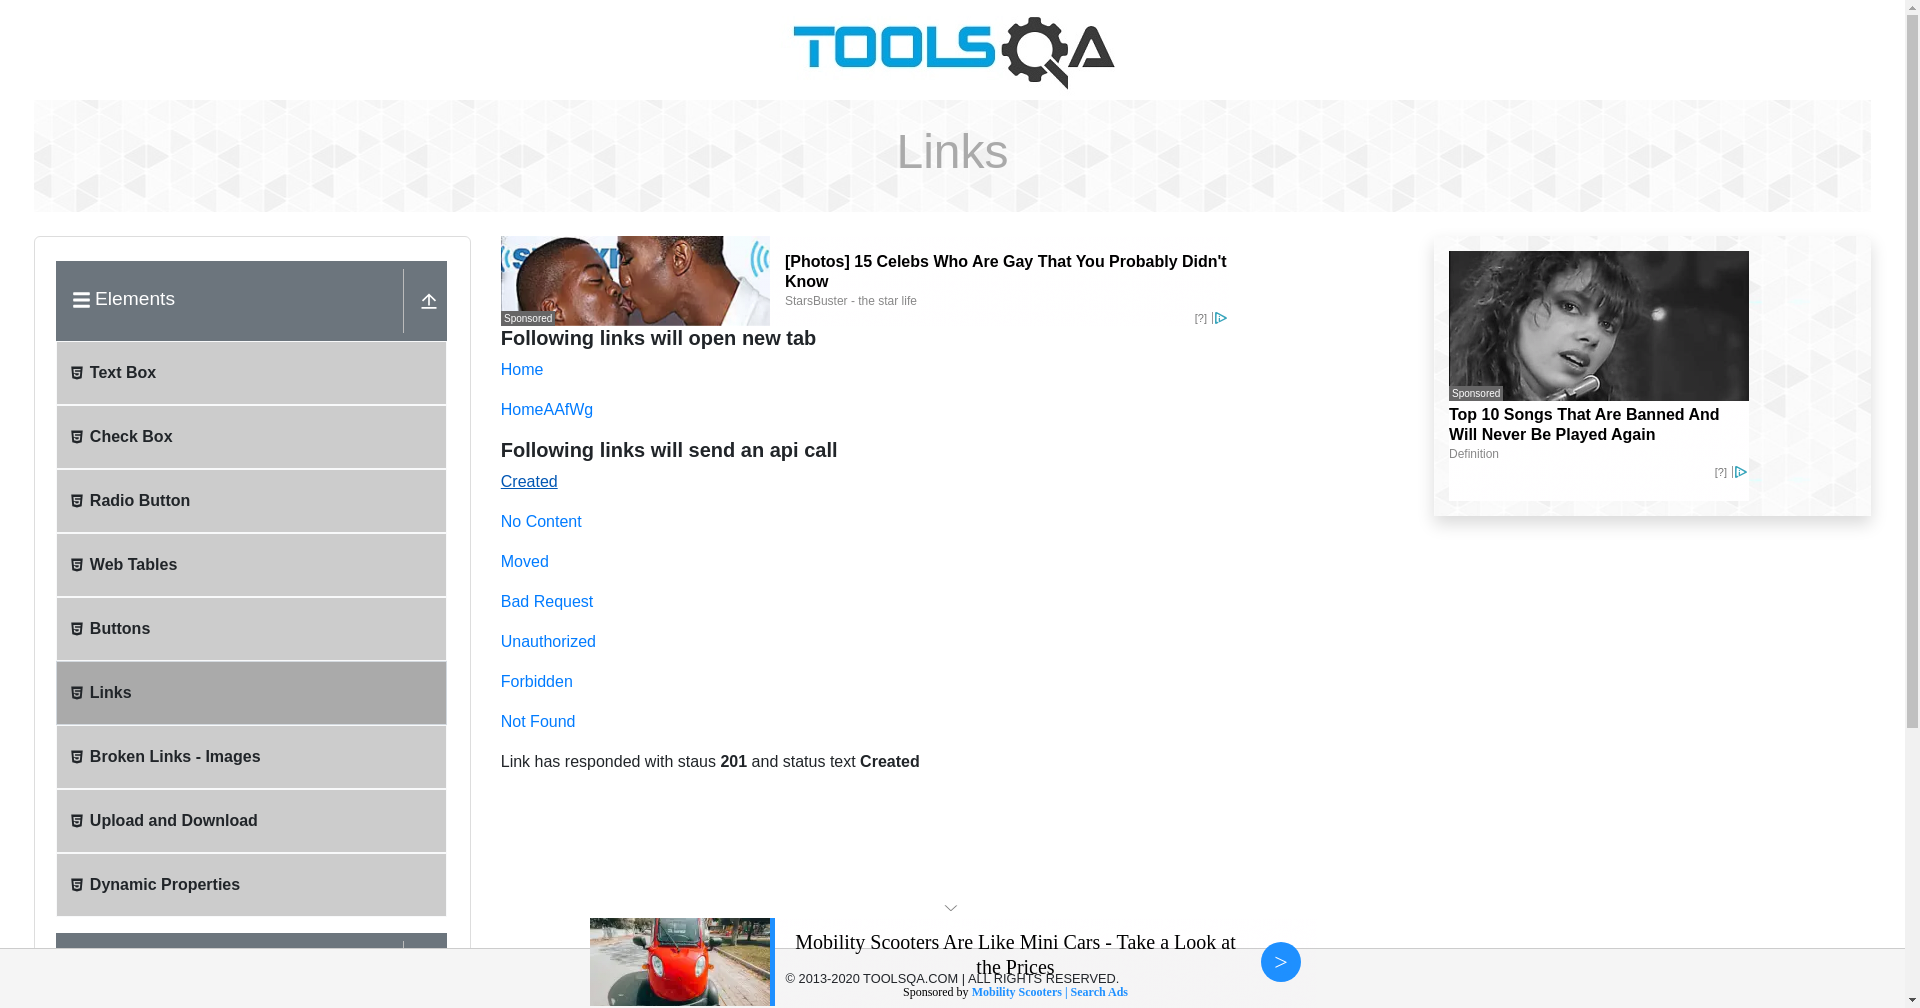 TOOLSQA
Links
Elements
Text Box
Check Box
Radio Button
Web Tables
Buttons
Links
Broken Links - Images
Upload and Download
Dynamic Properties
Sponsored
[Photos] 15 Celebs Who Are Gay That You Probably Didn't
Know
StarsBuster - the star life
[?]
Following links will open new tab
Home
HomeAAfWg
Following links will send an api call
Created
No Content
Moved
Bad Request
Unauthorized
Forbidden
Not Found
Link has responded with staus 201 and status text Created
Sponsored
Top 10 Songs That Are Banned And
Will Never Be Played Again
Definition
[?]
Mobility Scooters Are Like Mini Cars - Take a Look at
the Prices
>
© 2013-2020 TOOLSQA.COM | ALL RIGHTS RESERVED.
Sponsored by Mobility Scooters | Search Ads